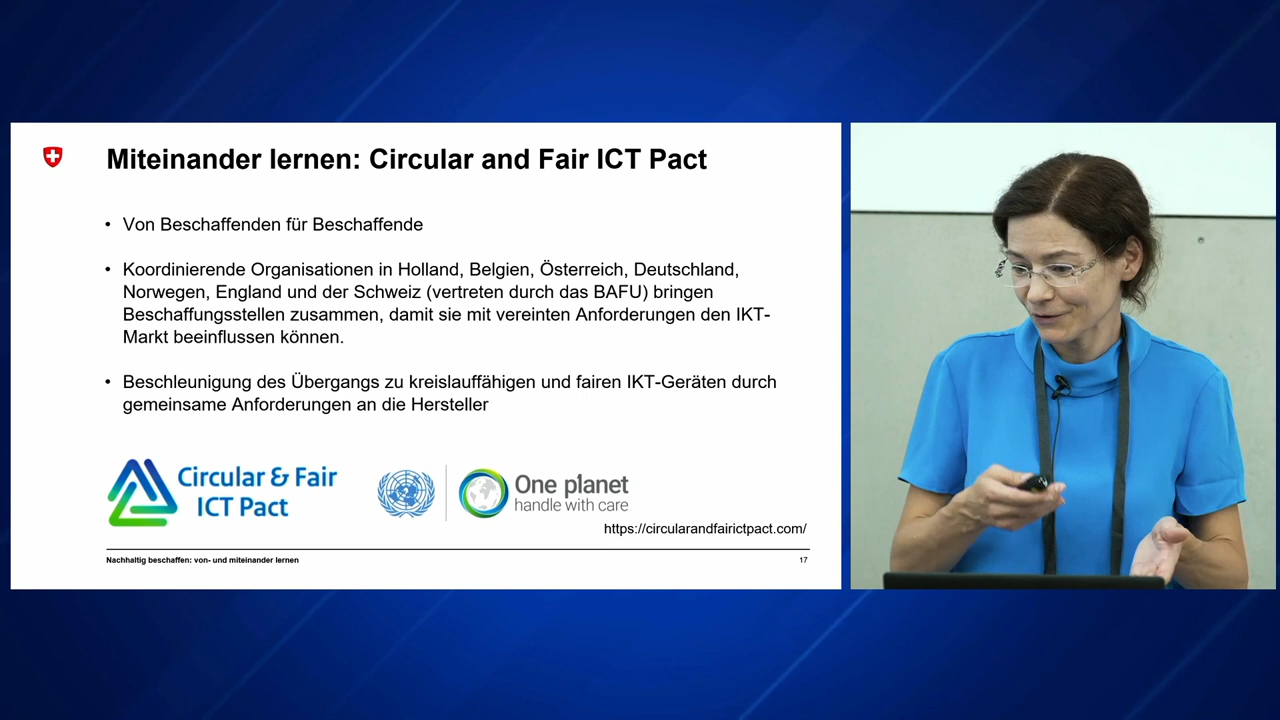 Miteinander lernen: Circular and Fair ICT Pact
• Von Beschaffenden für Beschaffende
• Koordinierende Organisationen in Holland, Belgien, Österreich, Deutschland,
Norwegen, England und der Schweiz (vertreten durch das BAFU) bringen
Beschaffungsstellen zusammen, damit sie mit vereinten Anforderungen den IKT-
Markt beeinflussen können.
• Beschleunigung des Übergangs zu kreislauffähigen und fairen IKT-Geräten durch
gemeinsame Anforderungen an die Hersteller
Circular & Fair
ICT Pact
One planet
handle with care
https://circularandfairictpact.com/
Nachhaltig beschaffen: von- und miteinander lernen
17